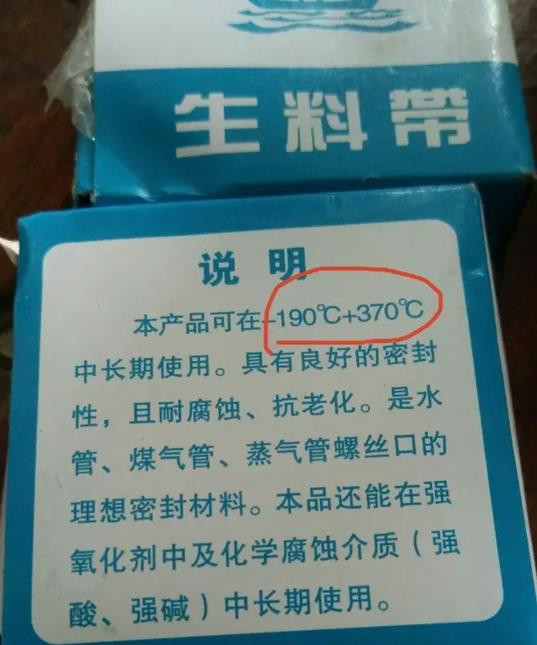 生料帶
说明
本产品可在-190℃+370℃
中长期使用。具有良好的密封
性，且耐腐蚀、抗老化。是水
管、煤气管、蒸气管螺丝口的
理想密封材料。本品还能在强
氧化剂中及化学腐蚀介质（强
酸、强碱）中长期使用。